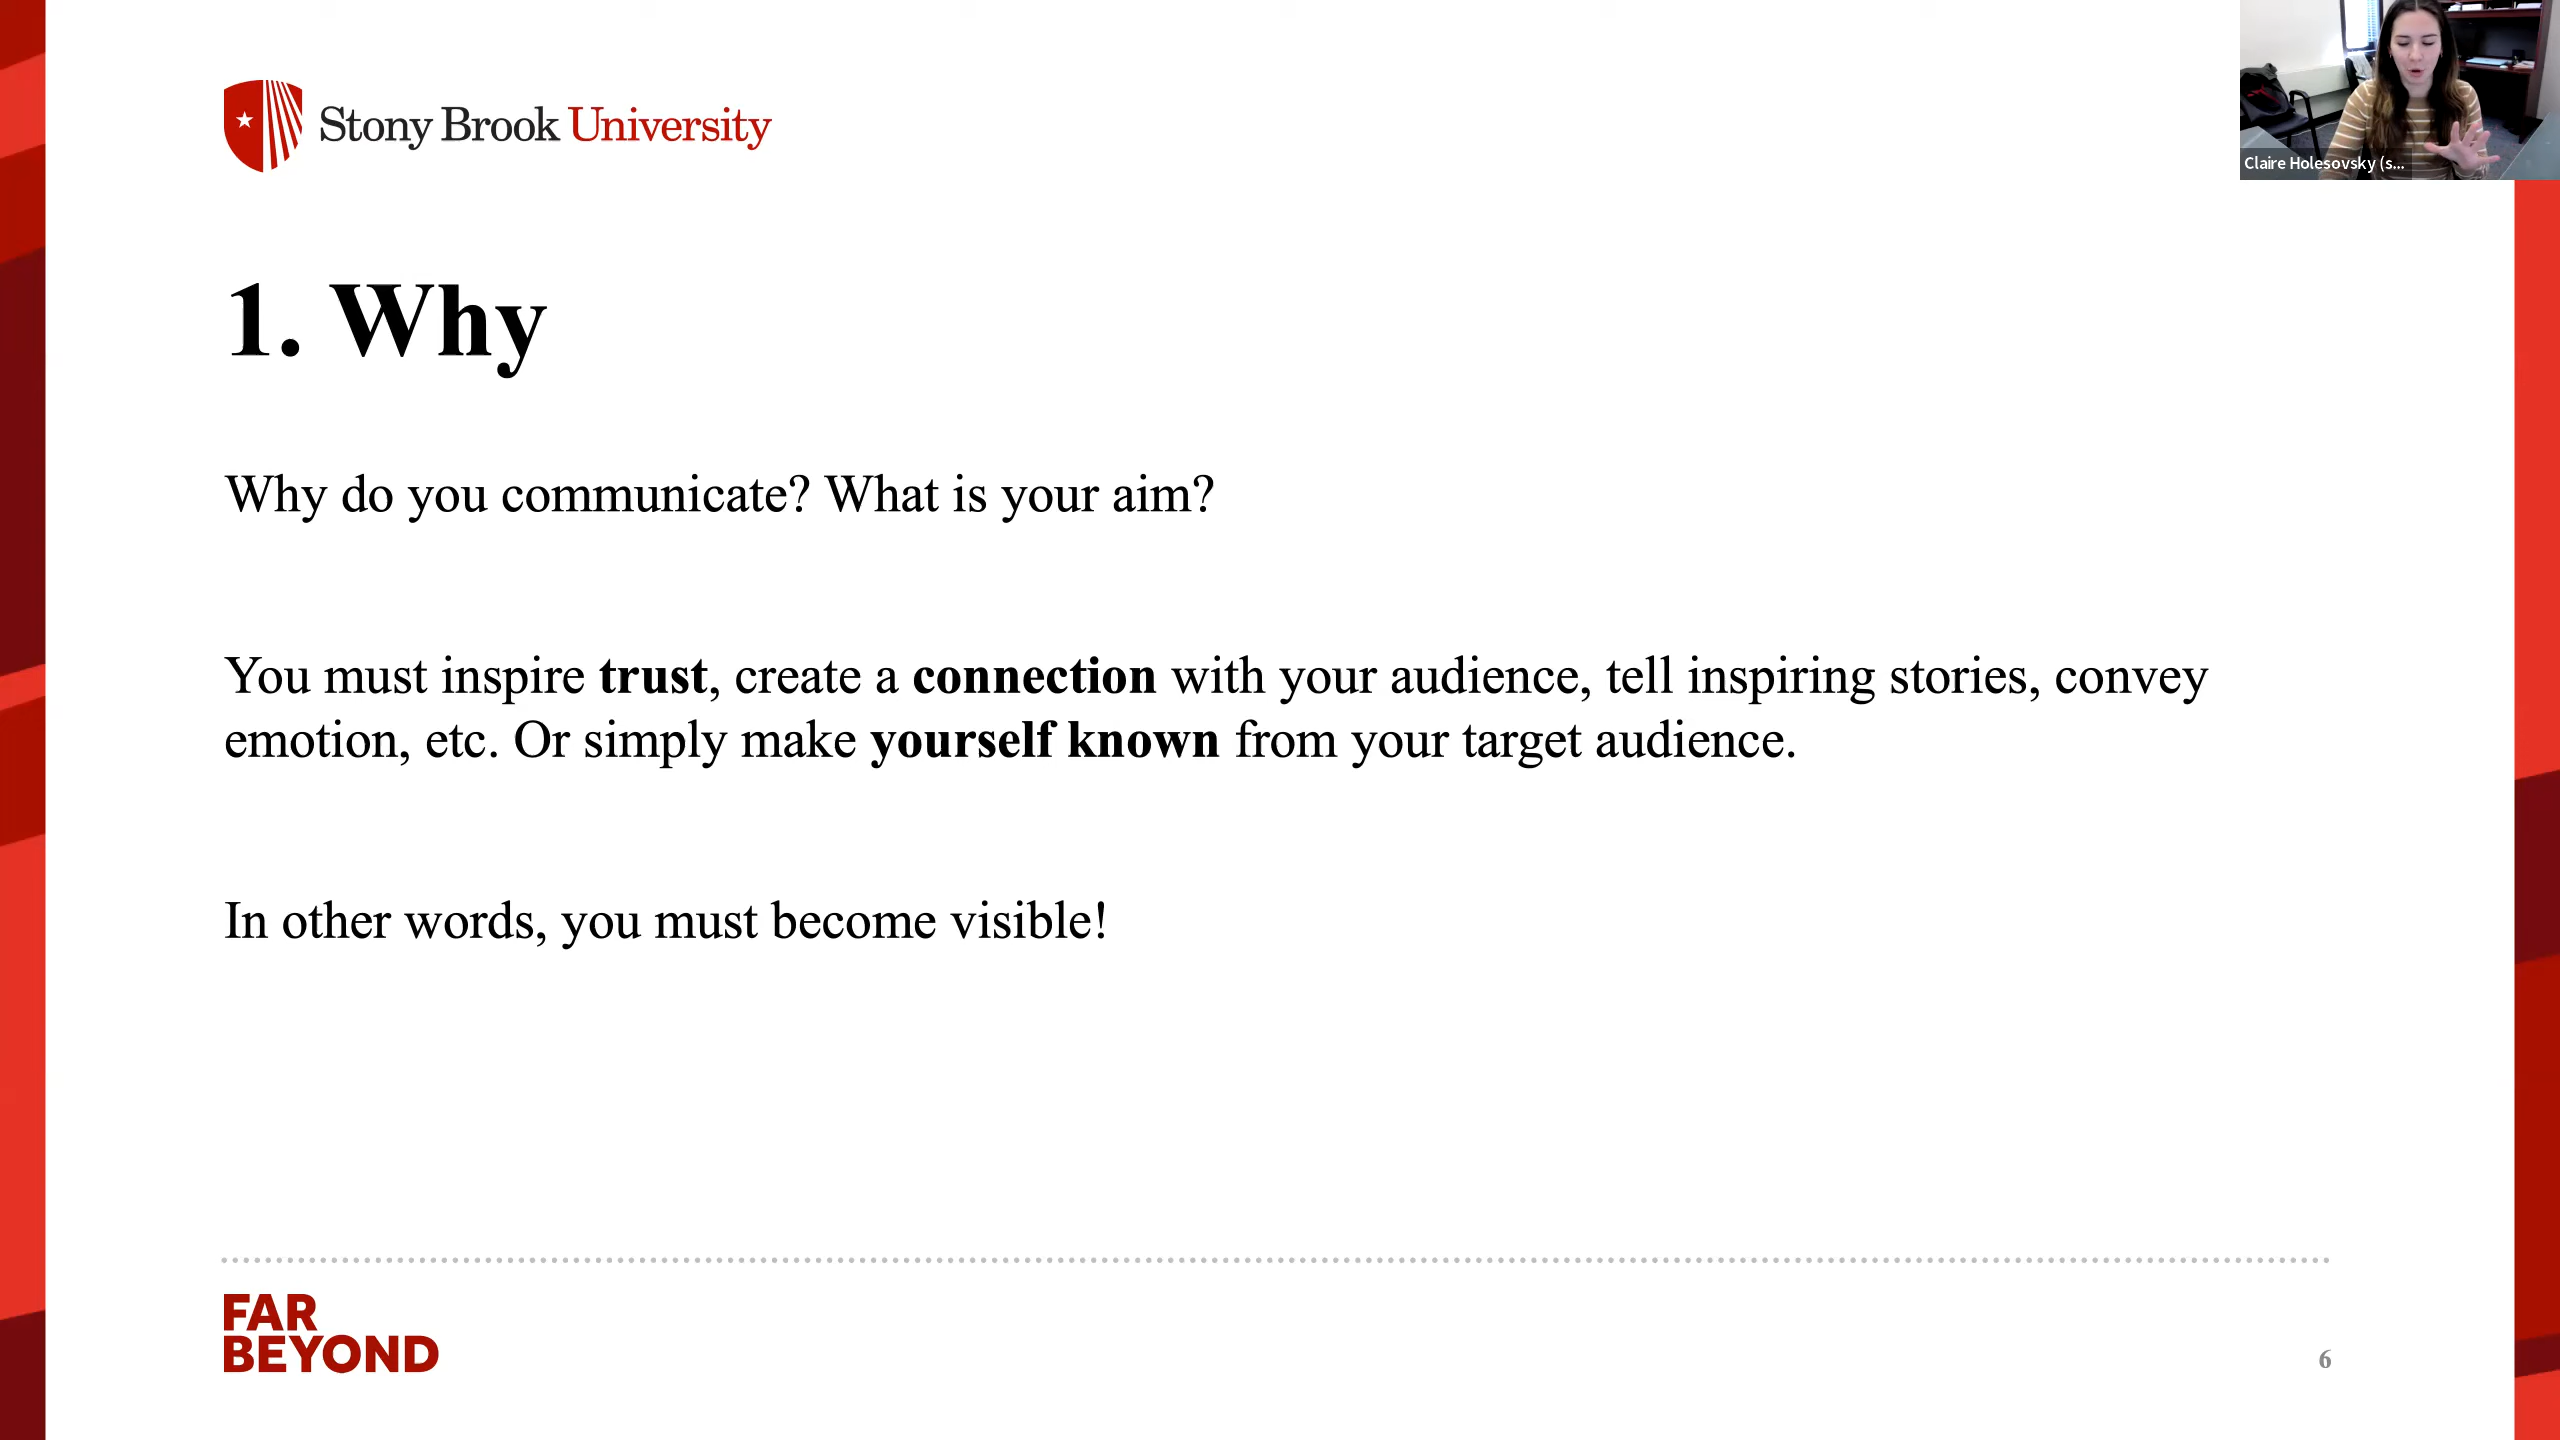 Stony Brook University
Claire Holesovsky (s...
1. Why
Why do you communicate? What is your aim?
You must inspire trust, create a connection with your audience, tell inspiring stories, convey
emotion, etc. Or simply make yourself known from your target audience.
In other words, you must become visible!
FAR
BEYOND
6